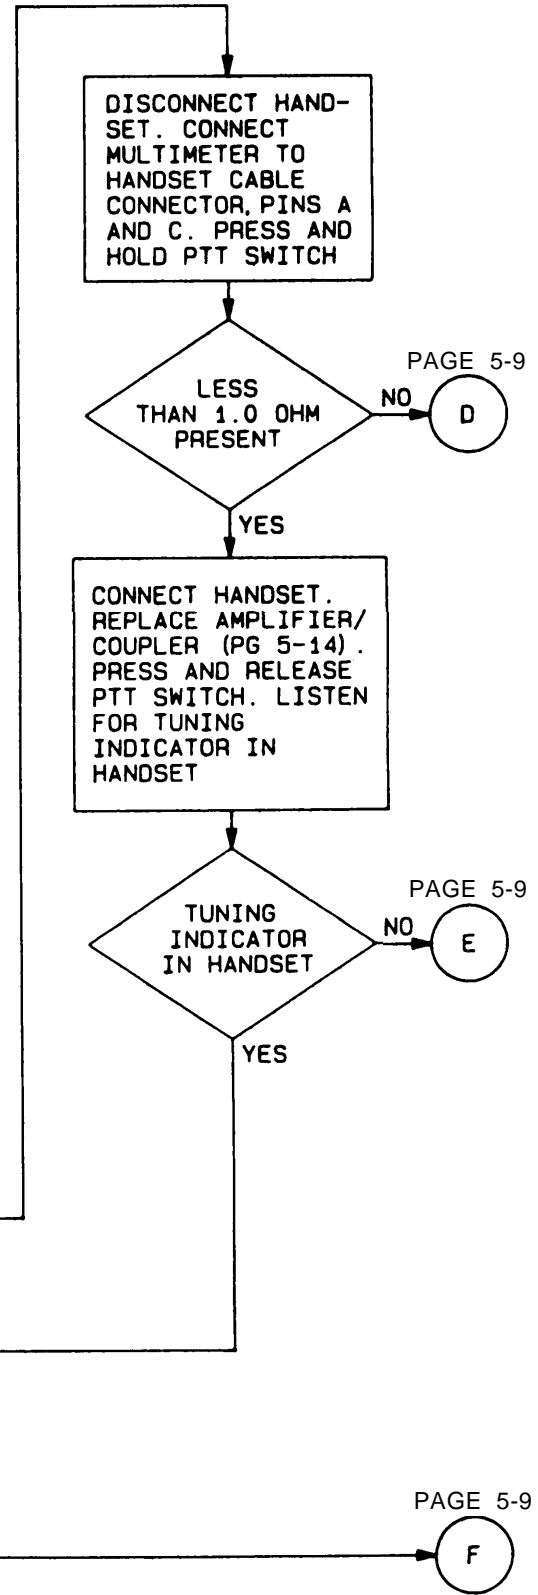 DISCONNECT HAND-
SET. CONNECT
MULTIMETER TO
HANDSET CABLE
CONNECTOR, PINS A
AND C. PRESS AND
HOLD PTT SWITCH
LESS
THAN 1.0 OHM
PRESENT
NO
PAGE 5-9
D
YES
CONNECT HANDSET.
REPLACE AMPLIFIER/
COUPLER (PG 5-14).
PRESS AND RELEASE
PTT SWITCH. LISTEN
FOR TUNING
INDICATOR IN
HANDSET
TUNING
INDICATOR
IN HANDSET
NO
PAGE 5-9
E
YES
PAGE 5-9
F